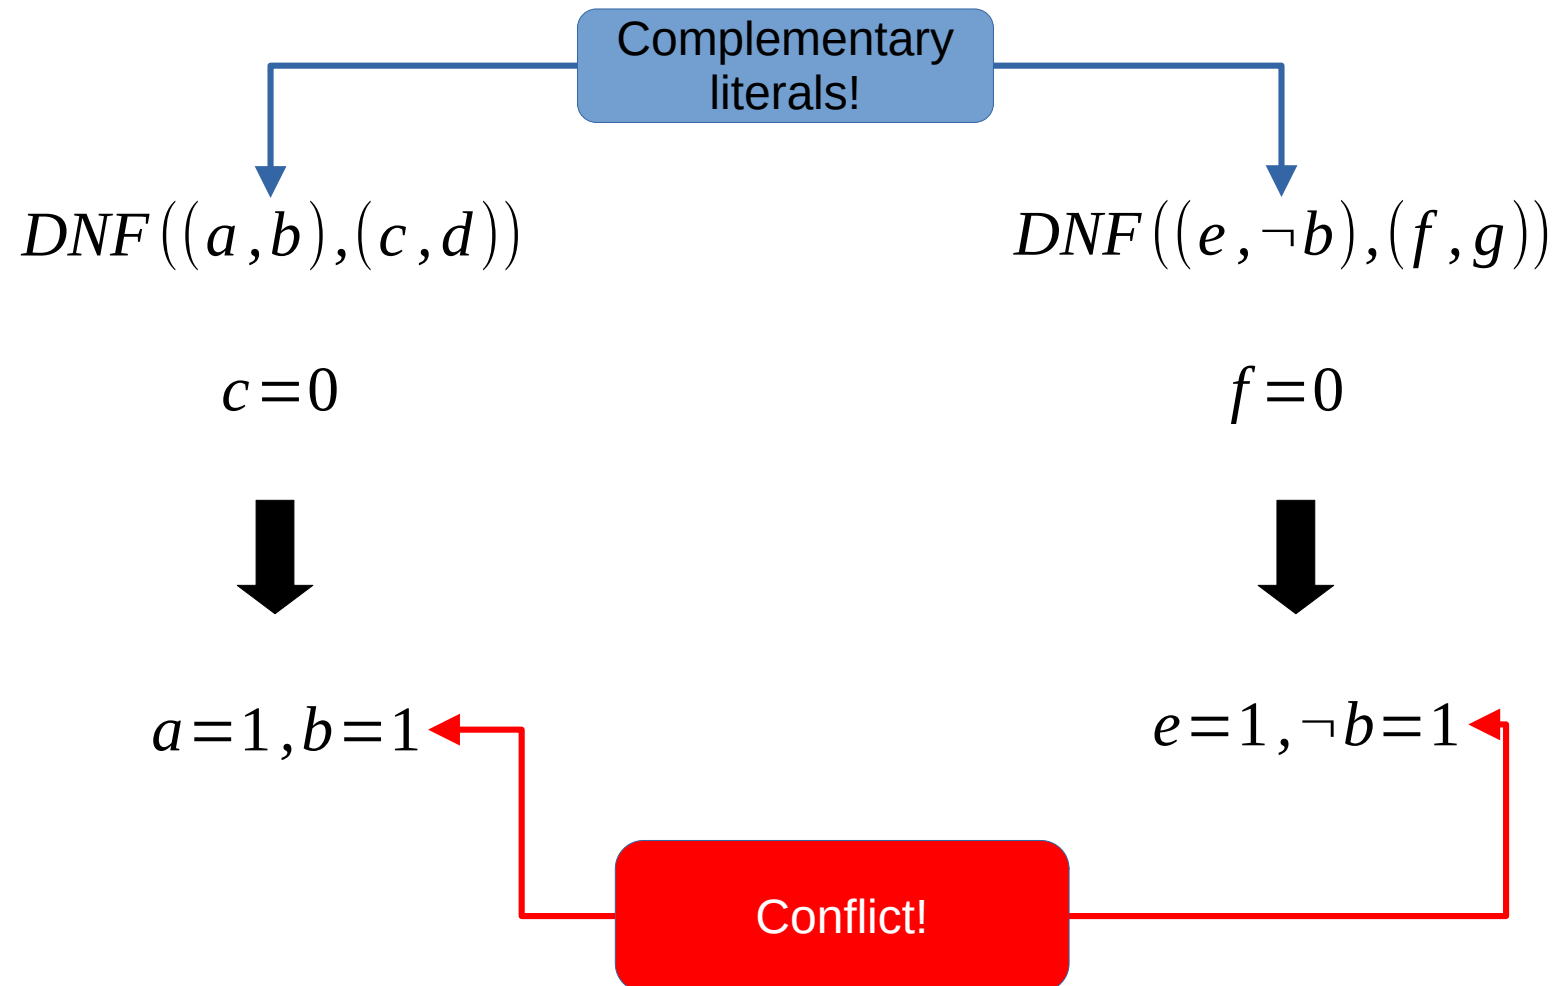 Complementary
literals!
DNF((a,b),(c,d))
DNF((e,¬b),(f,g))
c=0
f=0
a=1,b=1
e=1,¬b=1
Conflict!